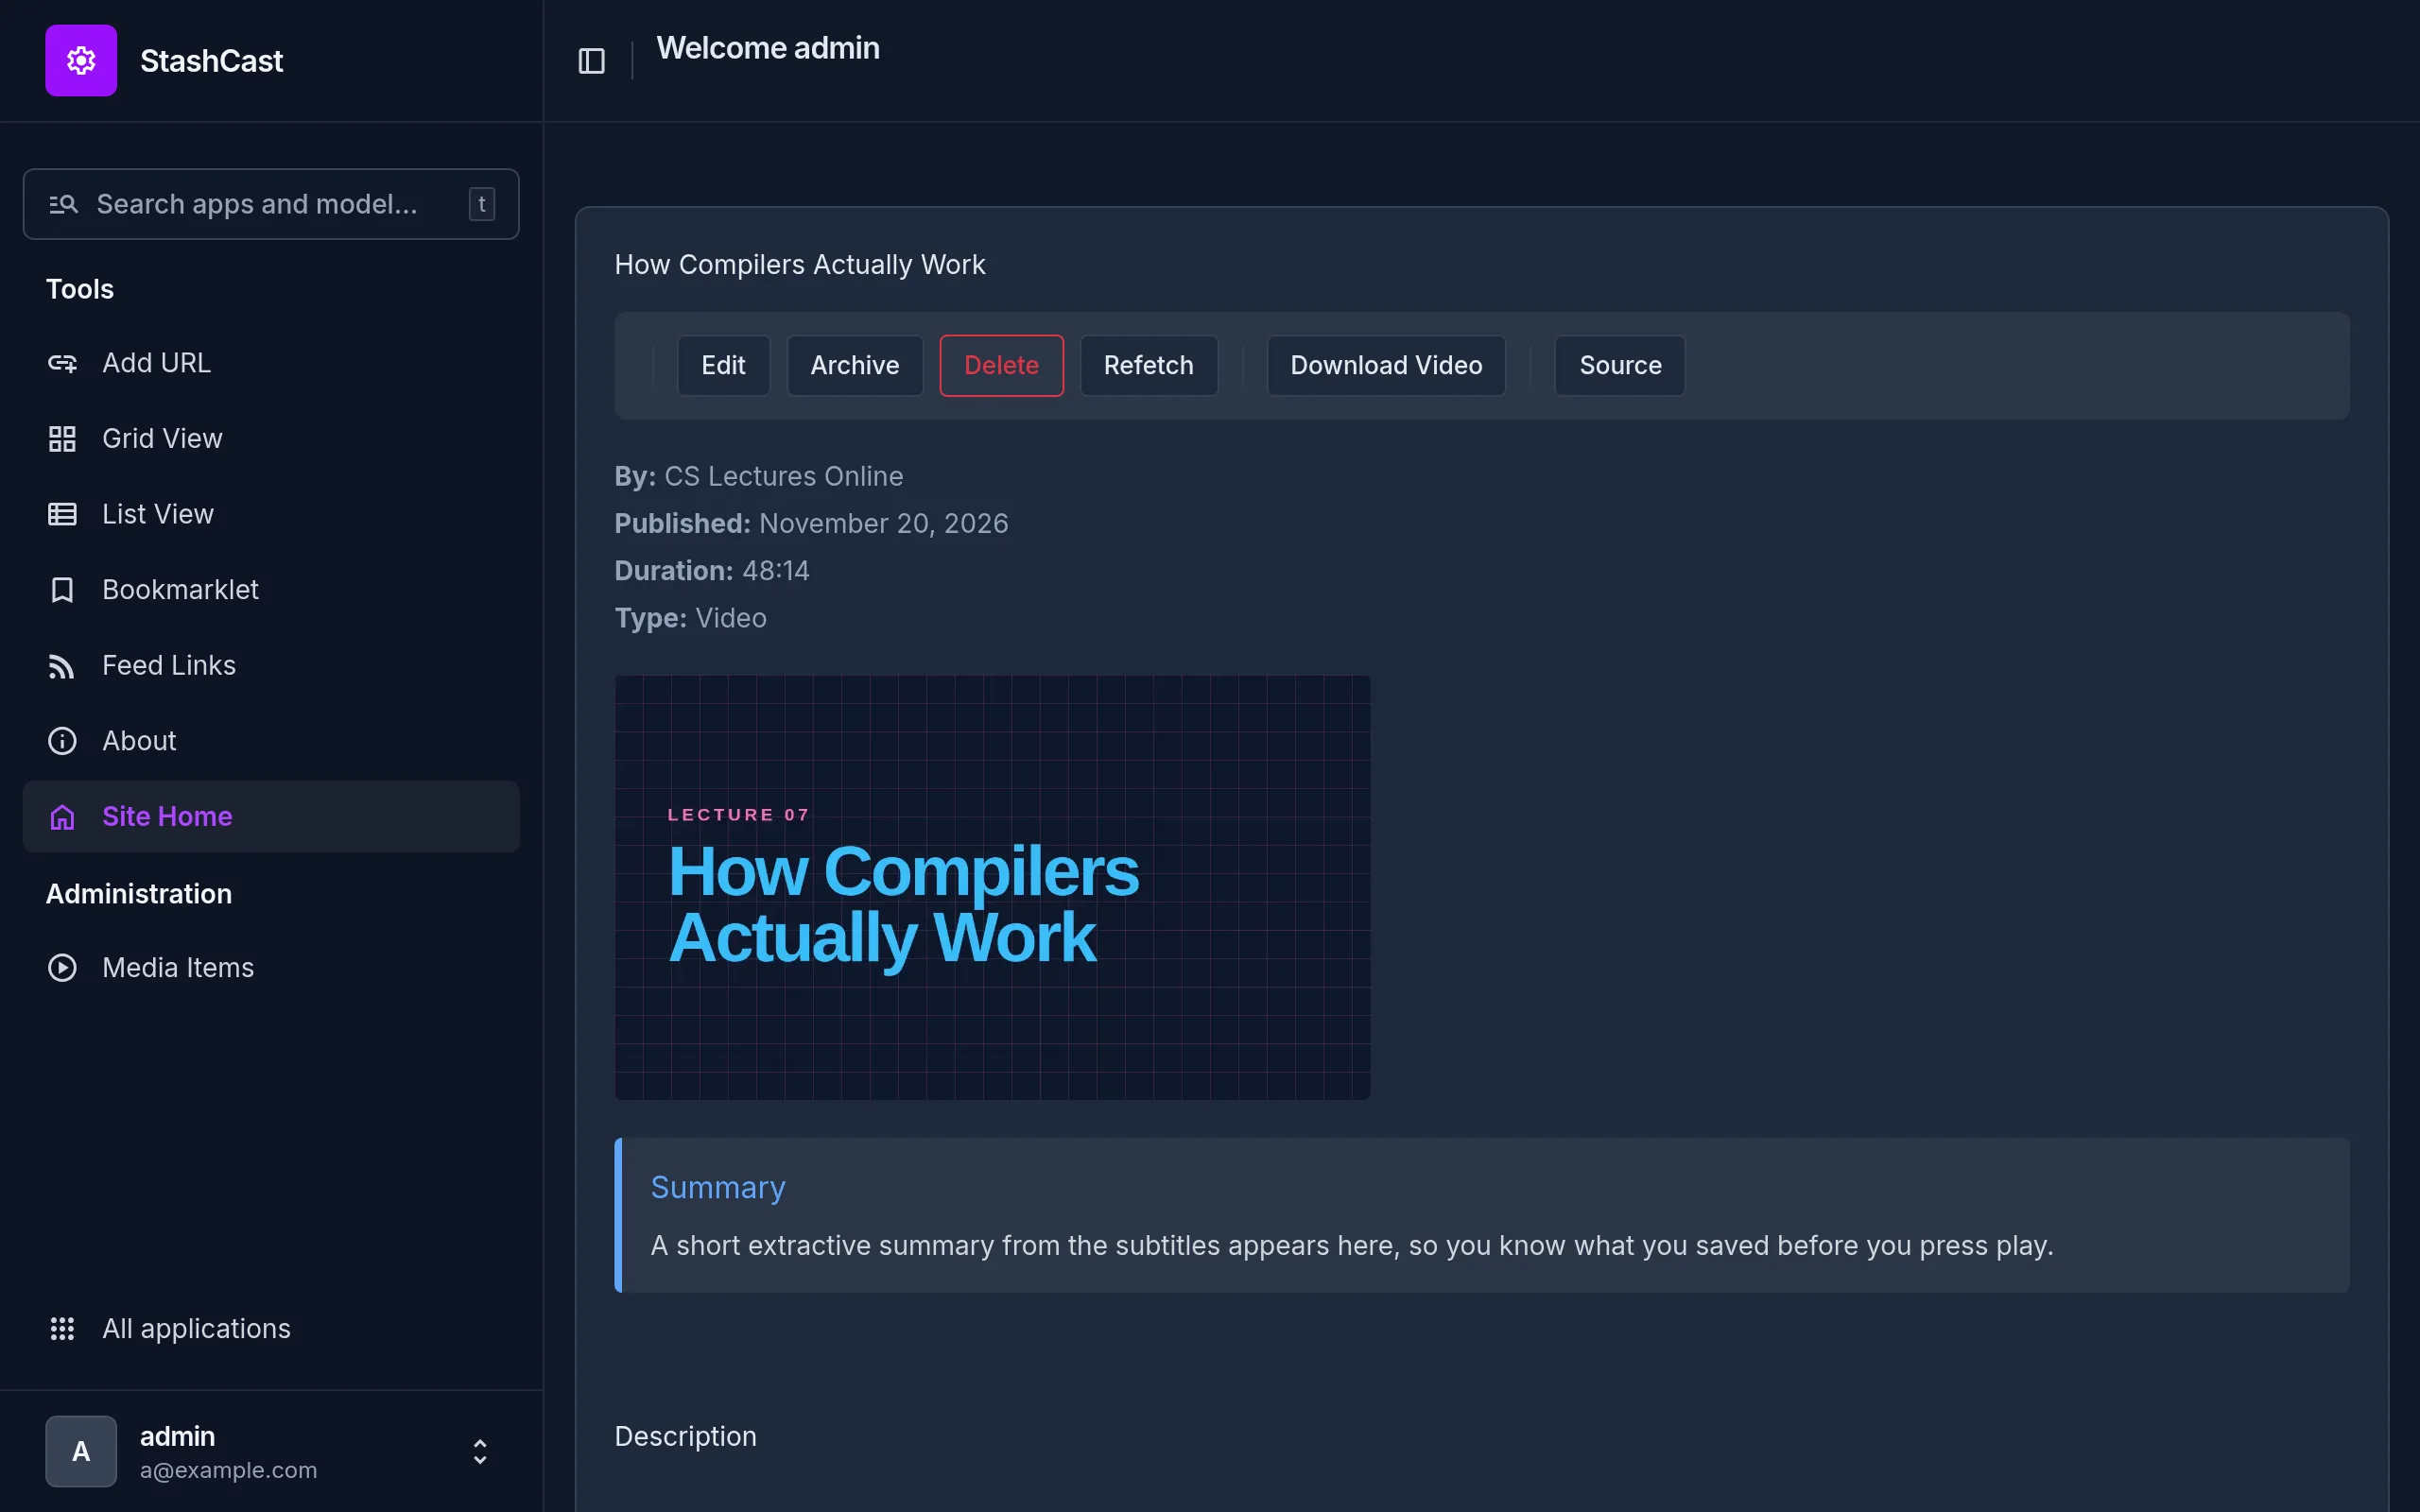 StashCast
Search apps and model...
t
Tools
Add URL
Grid View
List View
Bookmarklet
Feed Links
About
Site Home
Administration
Media Items
All applications
A
admin
a@example.com
Welcome admin
How Compilers Actually Work
Edit
Archive
Delete
Refetch
Download Video
Source
By: CS Lectures Online
Published: November 20, 2026
Duration: 48:14
Type: Video
LECTURE 07
How Compilers
Actually Work
Summary
A short extractive summary from the subtitles appears here, so you know what you saved before you press play.
Description